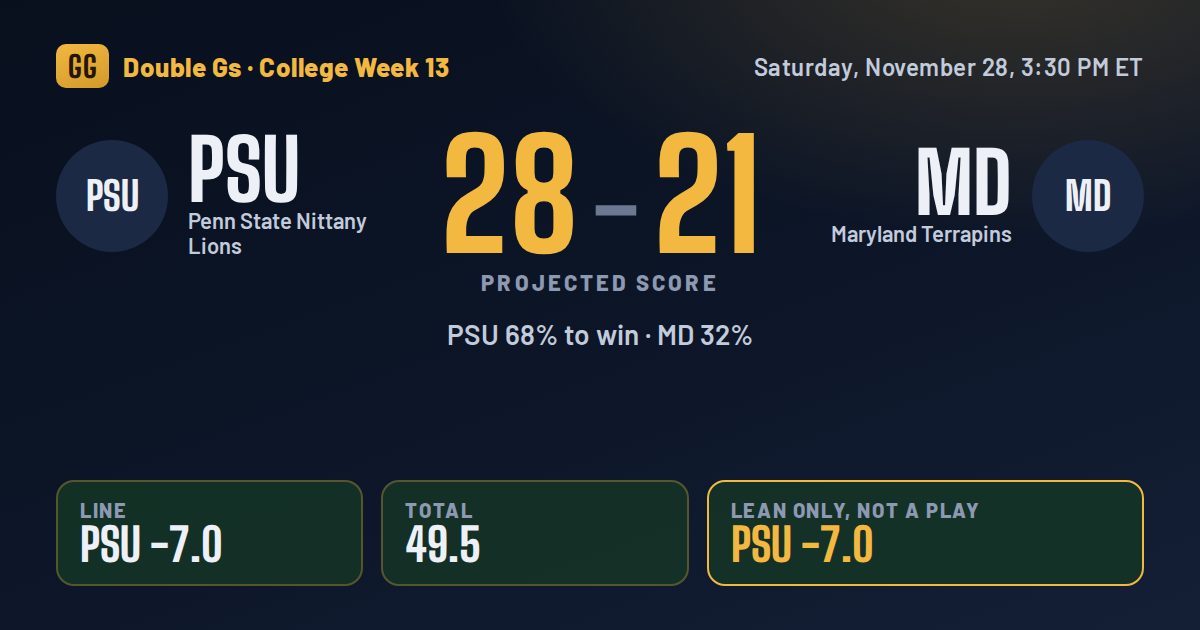 GG
Double Gs · College Week 13
Saturday, November 28, 3:30 PM ET
PSU
PSU
Penn State Nittany
Lions
28 – 21
PROJECTED SCORE
PSU 68% to win · MD 32%
MD
Maryland Terrapins
MD
LINE
PSU −7.0
TOTAL
49.5
LEAN ONLY, NOT A PLAY
PSU −7.0